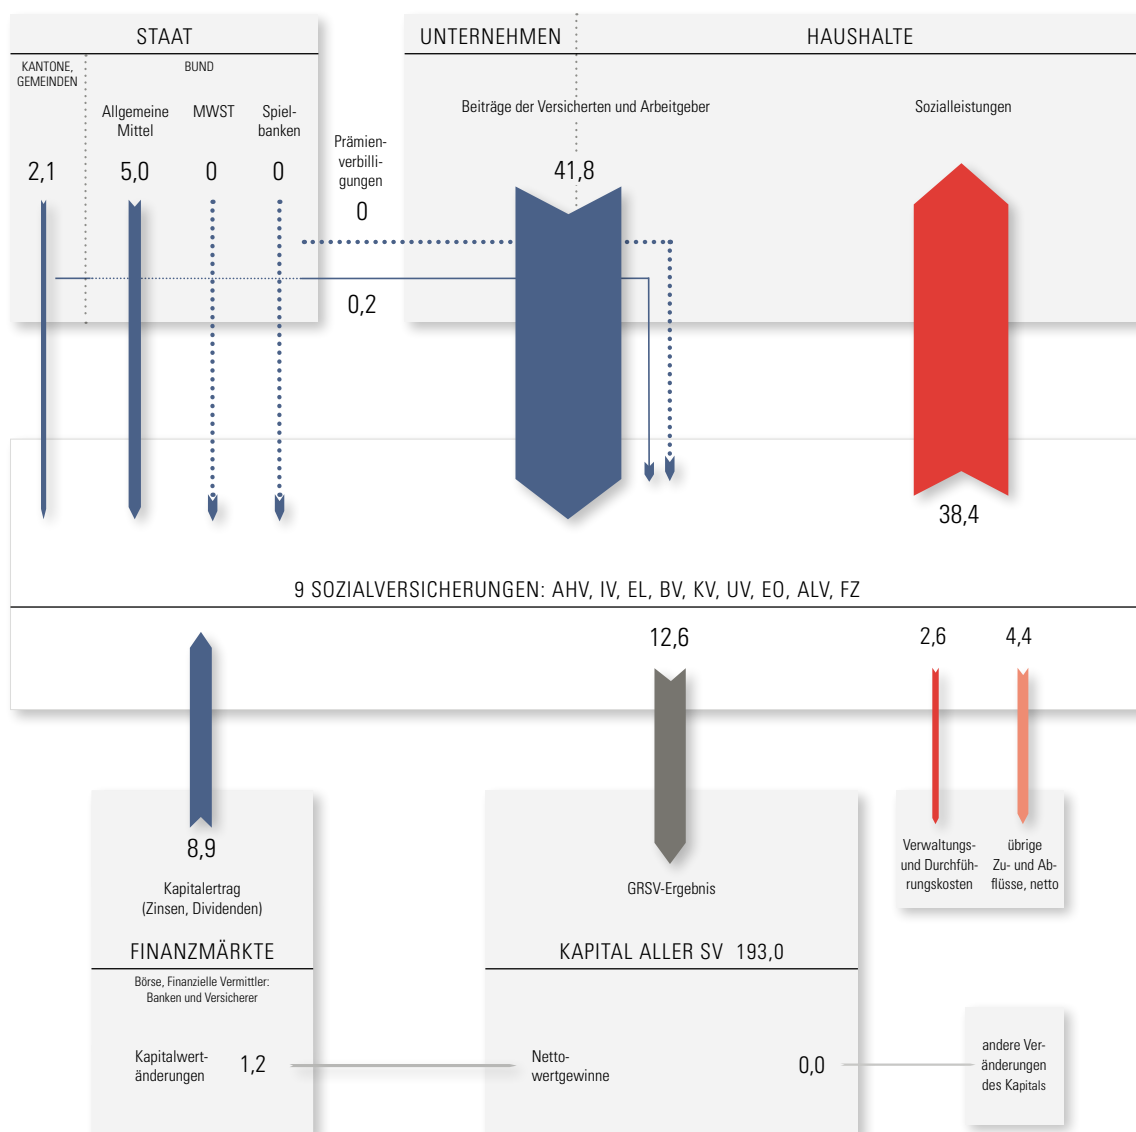 STAAT
KANTONE,
GEMEINDEN
BUND
Allgemeine
Mittel
MWST
Spiel-
banken
2,1
5,0
0
0
Prämien-
verbilli-
gungen
0
0,2
UNTERNEHMEN
HAUSHALTE
Beiträge der Versicherten und Arbeitgeber
Sozialleistungen
41,8
38,4
9 SOZIALVERSICHERUNGEN: AHV, IV, EL, BV, KV, UV, EO, ALV, FZ
12,6
2,6
4,4
8,9
Kapitalertrag
(Zinsen, Dividenden)
GRSV-Ergebnis
Verwaltungs-
und Durchfüh-
rungskosten
übrige
Zu- und Ab-
flüsse, netto
FINANZMÄRKTE
Börse, Finanzielle Vermittler:
Banken und Versicherer
KAPITAL ALLER SV 193,0
Kapitalwert-
änderungen
1,2
Netto-
wertgewinne
0,0
andere Ver-
änderungen
des Kapitals